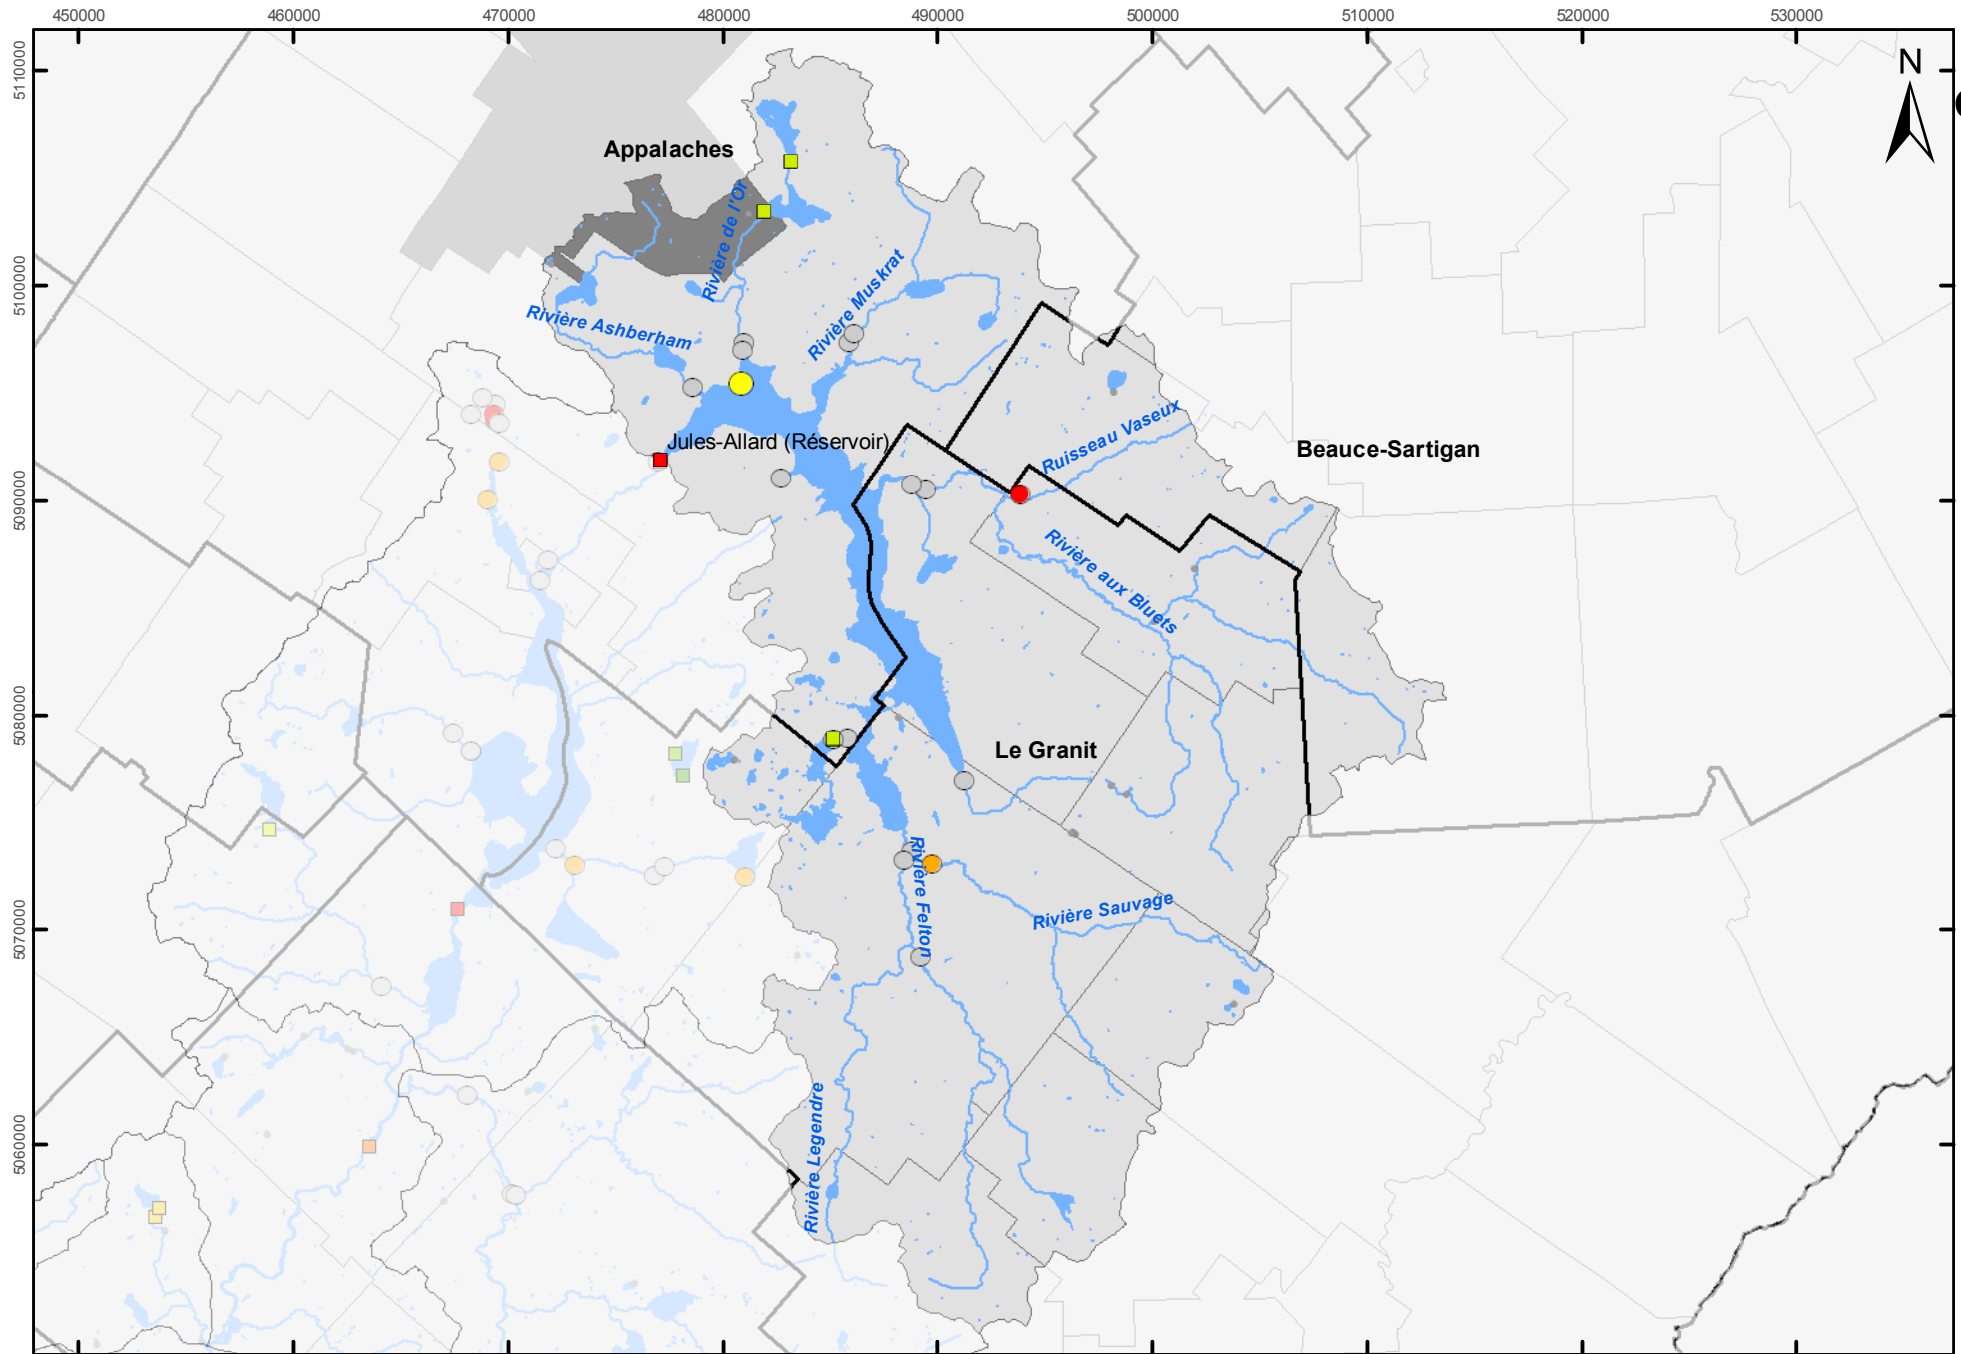 450000 460000 470000 480000 490000 500000 510000 520000 530000
N
5110000
5100000
5090000
5080000
5070000
5060000
Appalaches
Rivière de l'Or
Rivière Muskrat
Rivière Ashberham
Jules-Allard (Réservoir)
Ruisseau Vaseux
Beauce-Sartigan
Rivière aux Bluets
Le Granit
Rivière Felton
Rivière Sauvage
Rivière Legendre